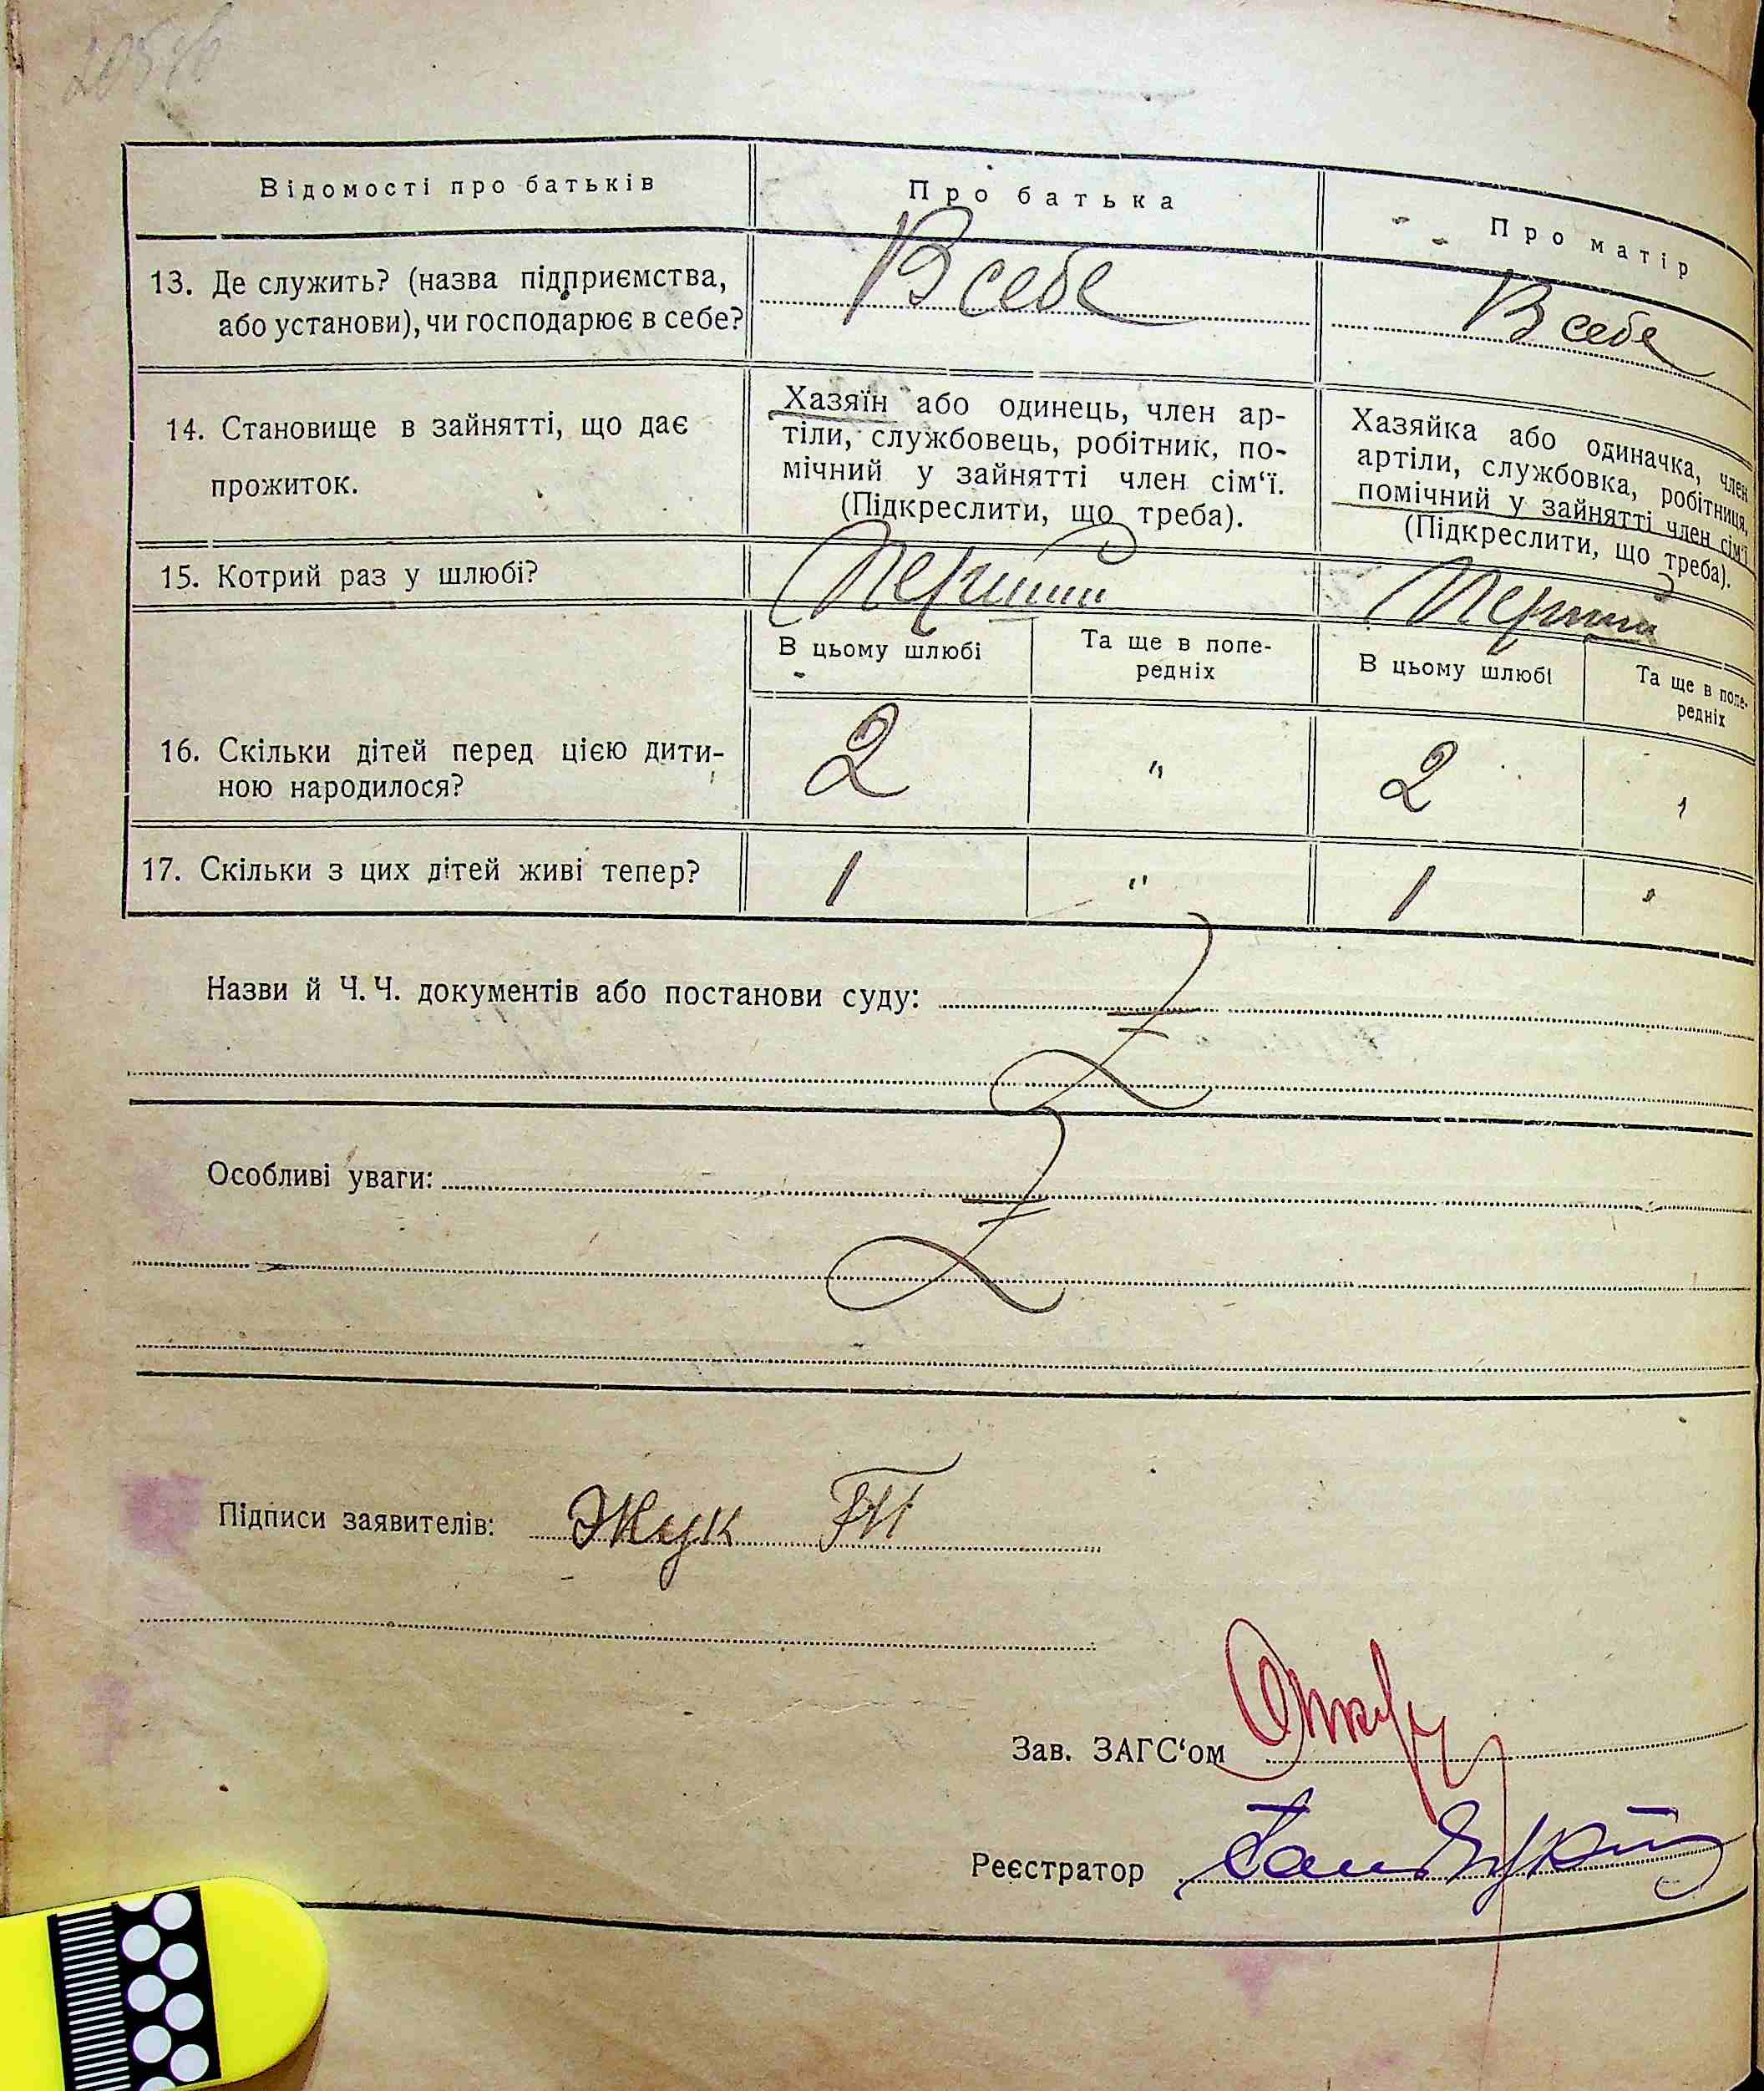 Відомості про батьків
Про батька
Про матір
13. Де служить? (назва підприємства,
або установи), чи господарює в себе?
В себе
В себе
14. Становище в зайнятті, що дає
прожиток.
Хазяїн або одинець, член ар-
тіли, службовець, робітник, по-
мічний у зайнятті член сім‘ї.
(Підкреслити, що треба).
Хазяйка або одиначка, член
артіли, службовка, робітниця,
помічний у зайнятті член сім‘ї
(Підкреслити, що треба).
15. Котрий раз у шлюбі?
Перший
Перший
В цьому шлюбі
Та ще в попе-
редніх
В цьому шлюбі
Та ще в попе-
редніх
16. Скільки дітей перед цією дити-
ною народилося?
2
"
2
17. Скільки з цих дітей живі тепер?
1
"
1
Назви й Ч.Ч. документів або постанови суду:
Z
Особливі уваги:
Z
Підписи заявителів: Жук
Зав. ЗАГС‘ом
Реєстратор